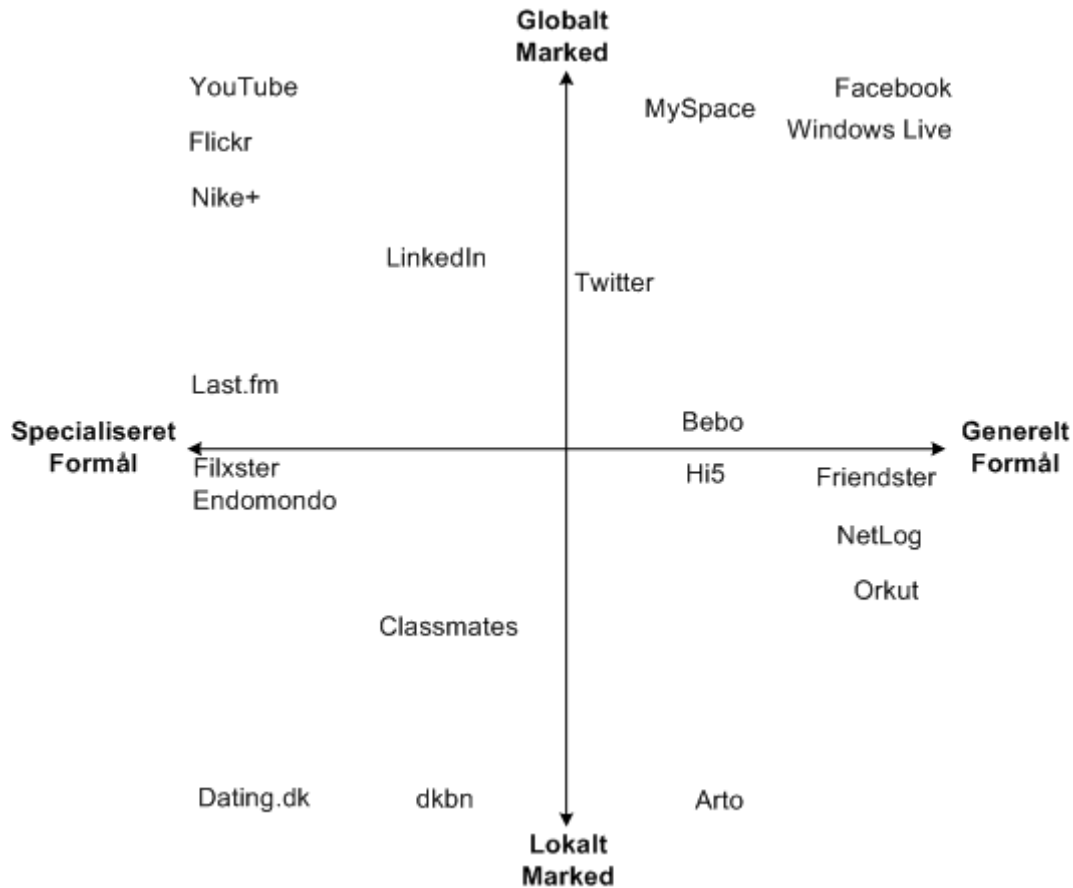 Globalt
Marked
YouTube
Facebook
MySpace
Windows Live
Flickr
Nike+
LinkedIn
Twitter
Last.fm
Bebo
Specialiseret
Formål
Generelt
Formål
Filxster
Hi5
Friendster
Endomondo
NetLog
Orkut
Classmates
Dating.dk
dkbn
Arto
Lokalt
Marked